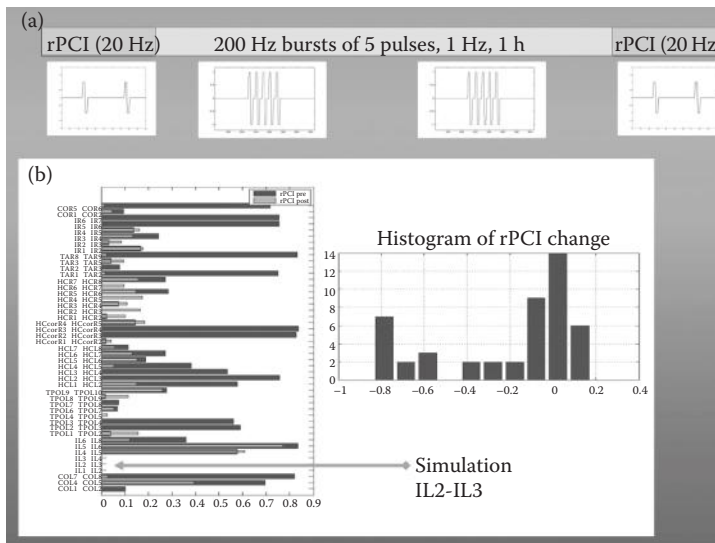 (a)
rPCI (20 Hz) 200 Hz bursts of 5 pulses, 1 Hz, 1 h rPCI (20 Hz
(b)
rPCI pre
rPCI post
COR5 COR6
COR1 COR2
IR6 IR7
IR5 IR6
IR4 IR5
IR3 IR4
IR2 IR3
IR1 IR2
TAR8 TAR9
TAR3 TAR5
TAR2 TAR3
TAR1 TAR2
HCR7 HCR8
HCR6 HCR7
HCR5 HCR6
HCR4 HCR5
HCR3 HCR4
HCR2 HCR3
HCR1 HCR2
HCcorR4 HCcorR5
HCcorR3 HCcorR4
HCcorR2 HCcorR3
HCcorR1 HCcorR2
HCL7 HCL8
HCL6 HCL7
HCL5 HCL6
HCL4 HCL5
HCL3 HCL4
HCL2 HCL3
HCL1 HCL2
TPOL9 TPOL10
TPOL8 TPOL9
TPOL7 TPOL8
TPOL6 TPOL7
TPOL4 TPOL5
TPOL3 TPOL4
TPOL2 TPOL3
TPOL1 TPOL2
IL6 IL8
IL5 IL6
IL4 IL5
IL3 IL4
IL2 IL3
IL1 IL2
COL7 COL8
COL4 COL5
COL1 COL2
0 0.1 0.2 0.3 0.4 0.5 0.6 0.7 0.8 0.9
Histogram of rPCI change
14
12
10
8
6
4
2
0
−1 −0.8 −0.6 −0.4 −0.2 0 0.2 0.4
Simulation
IL2-IL3